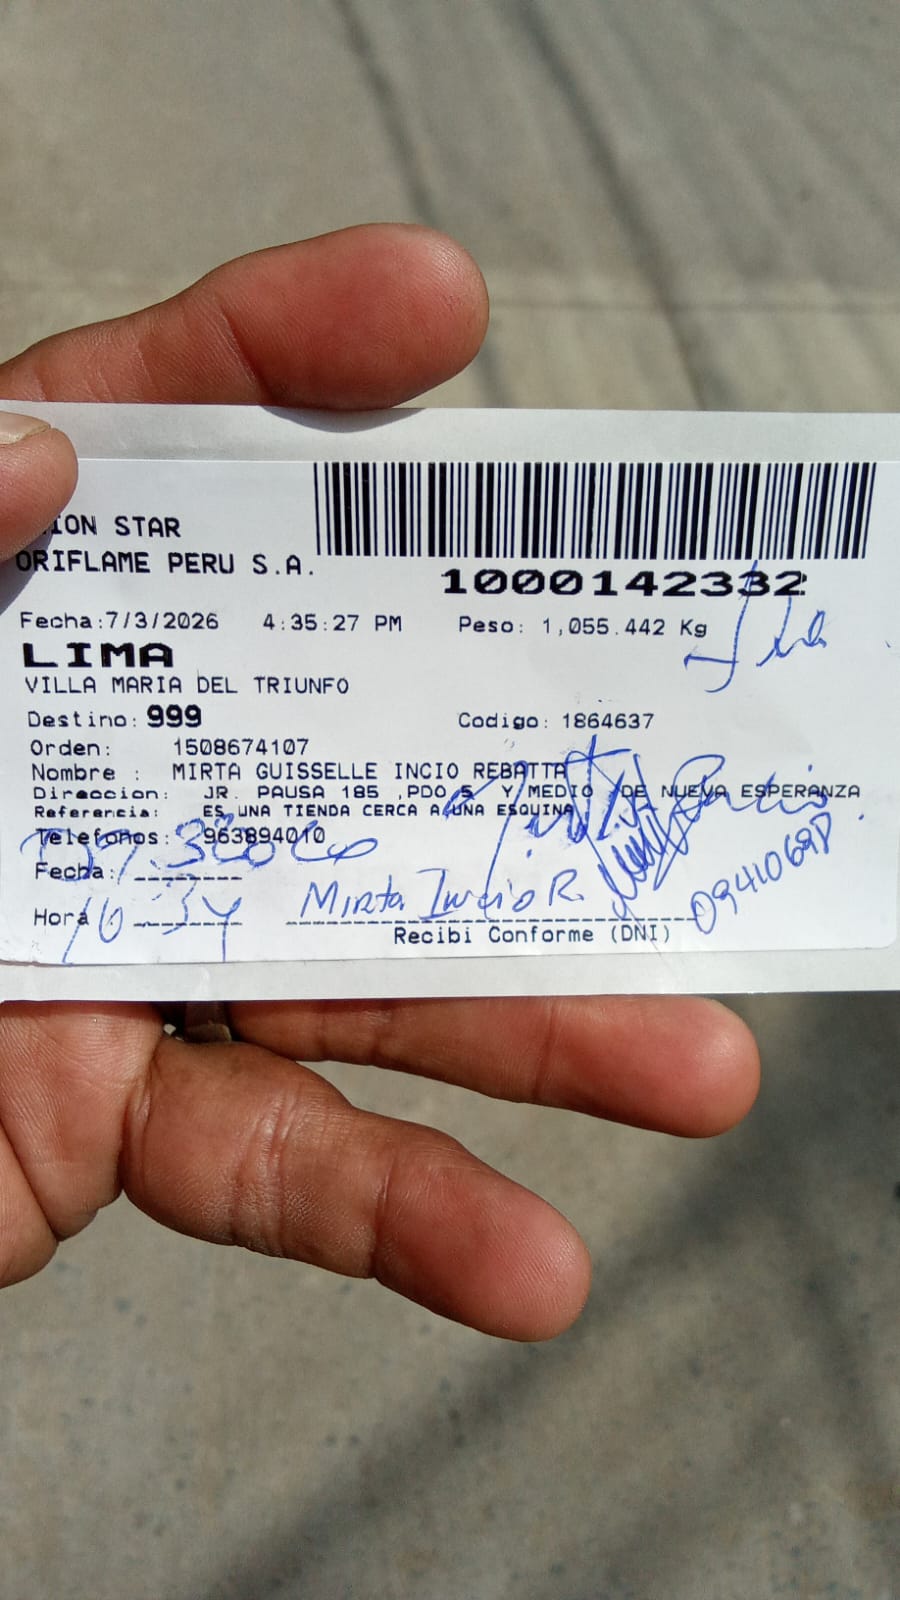 ION STAR
ORIFLAME PERU S.A.
1000142332
Fecha:7/3/2026 4:35:27 PM Peso: 1,055.442 Kg
LIMA
VILLA MARIA DEL TRIUNFO
Destino: 999 Codigo: 1864637
Orden: 1508674107
Nombre : MIRTA GUISSELLE INCIO REBATTA
Direccion: JR. PAUSA 185 ,PDO 5 Y MEDIO DE NUEVA ESPERANZA
Referencia: ES UNA TIENDA CERCA A UNA ESQUINA
Telefonos: 963894010
Fecha:
Hora 10-34
Mirta Incio R.
Recibi Conforme (DNI)